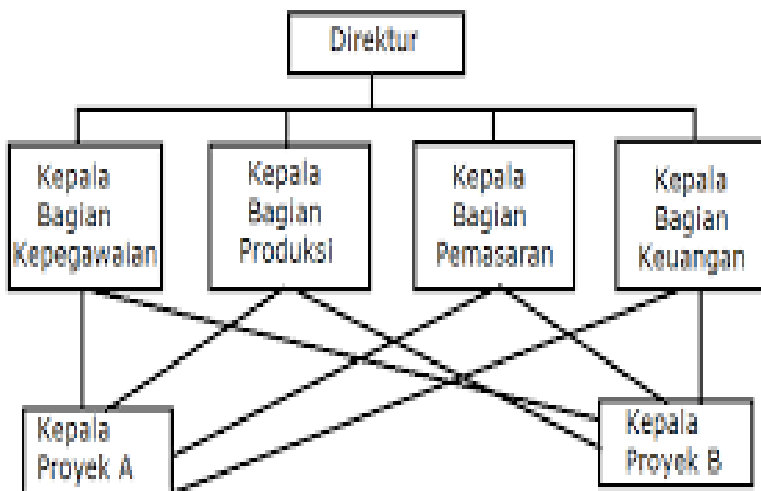 Direktur
Kepala
Bagian
Kepegawaian
Kepala
Bagian
Produksi
Kepala
Bagian
Pemasaran
Kepala
Bagian
Keuangan
Kepala
Proyek A
Kepala
Proyek B